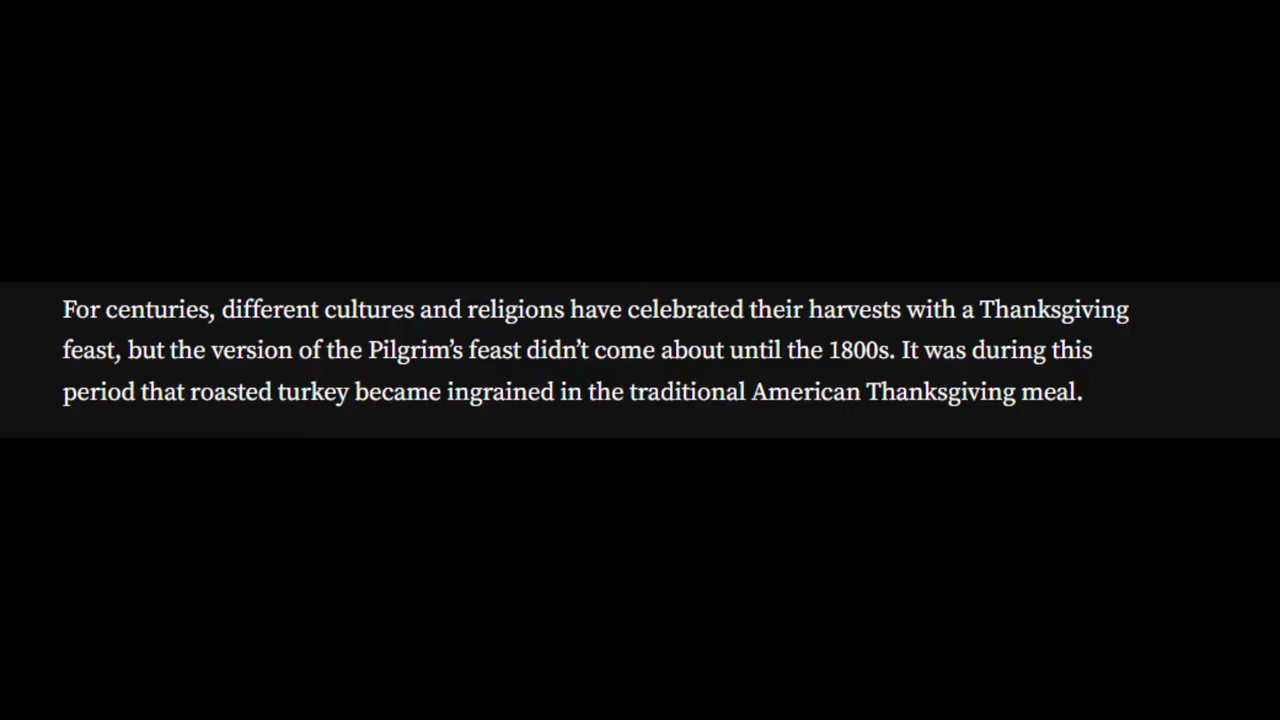 For centuries, different cultures and religions have celebrated their harvests with a Thanksgiving
feast, but the version of the Pilgrim’s feast didn’t come about until the 1800s. It was during this
period that roasted turkey became ingrained in the traditional American Thanksgiving meal.